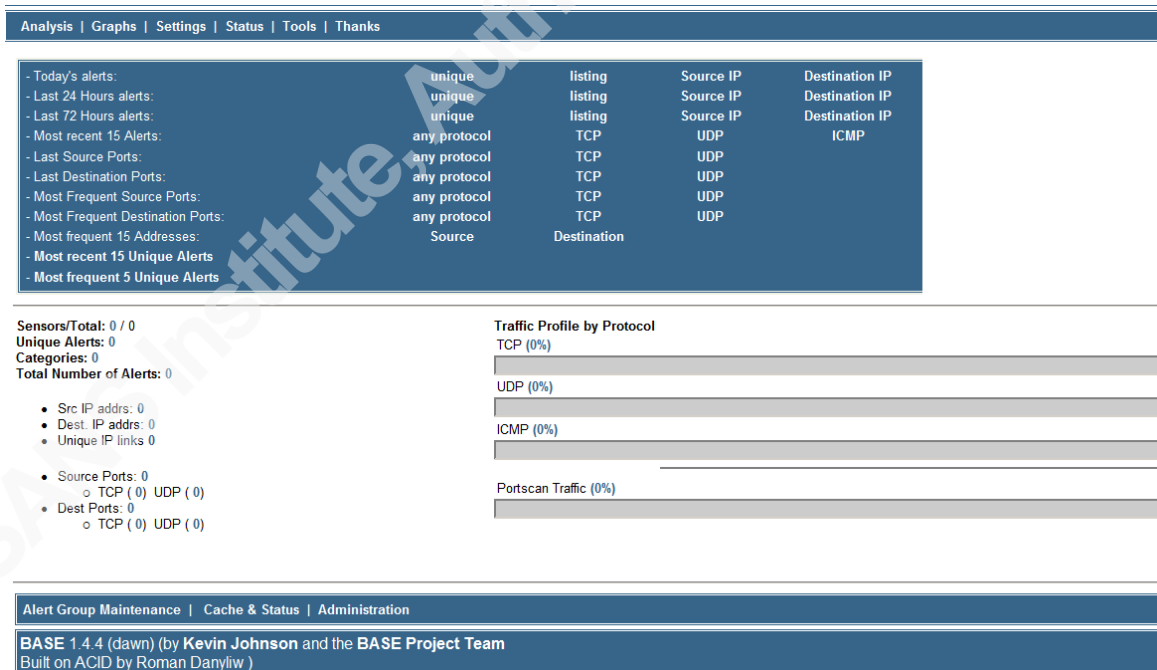 Analysis | Graphs | Settings | Status | Tools | Thanks
- Today's alerts: unique listing Source IP Destination IP
- Last 24 Hours alerts: unique listing Source IP Destination IP
- Last 72 Hours alerts: unique listing Source IP Destination IP
- Most recent 15 Alerts: any protocol TCP UDP ICMP
- Last Source Ports: any protocol TCP UDP
- Last Destination Ports: any protocol TCP UDP
- Most Frequent Source Ports: any protocol TCP UDP
- Most Frequent Destination Ports: any protocol TCP UDP
- Most frequent 15 Addresses: Source Destination
- Most recent 15 Unique Alerts
- Most frequent 5 Unique Alerts
Sensors/Total: 0 / 0
Unique Alerts: 0
Categories: 0
Total Number of Alerts: 0
• Src IP addrs: 0
• Dest. IP addrs: 0
• Unique IP links 0
• Source Ports: 0
○ TCP ( 0) UDP ( 0)
• Dest Ports: 0
○ TCP ( 0) UDP ( 0)
Traffic Profile by Protocol
TCP (0%)
UDP (0%)
ICMP (0%)
Portscan Traffic (0%)
Alert Group Maintenance | Cache & Status | Administration
BASE 1.4.4 (dawn) (by Kevin Johnson and the BASE Project Team
Built on ACID by Roman Danyliw )
SANS Institute,